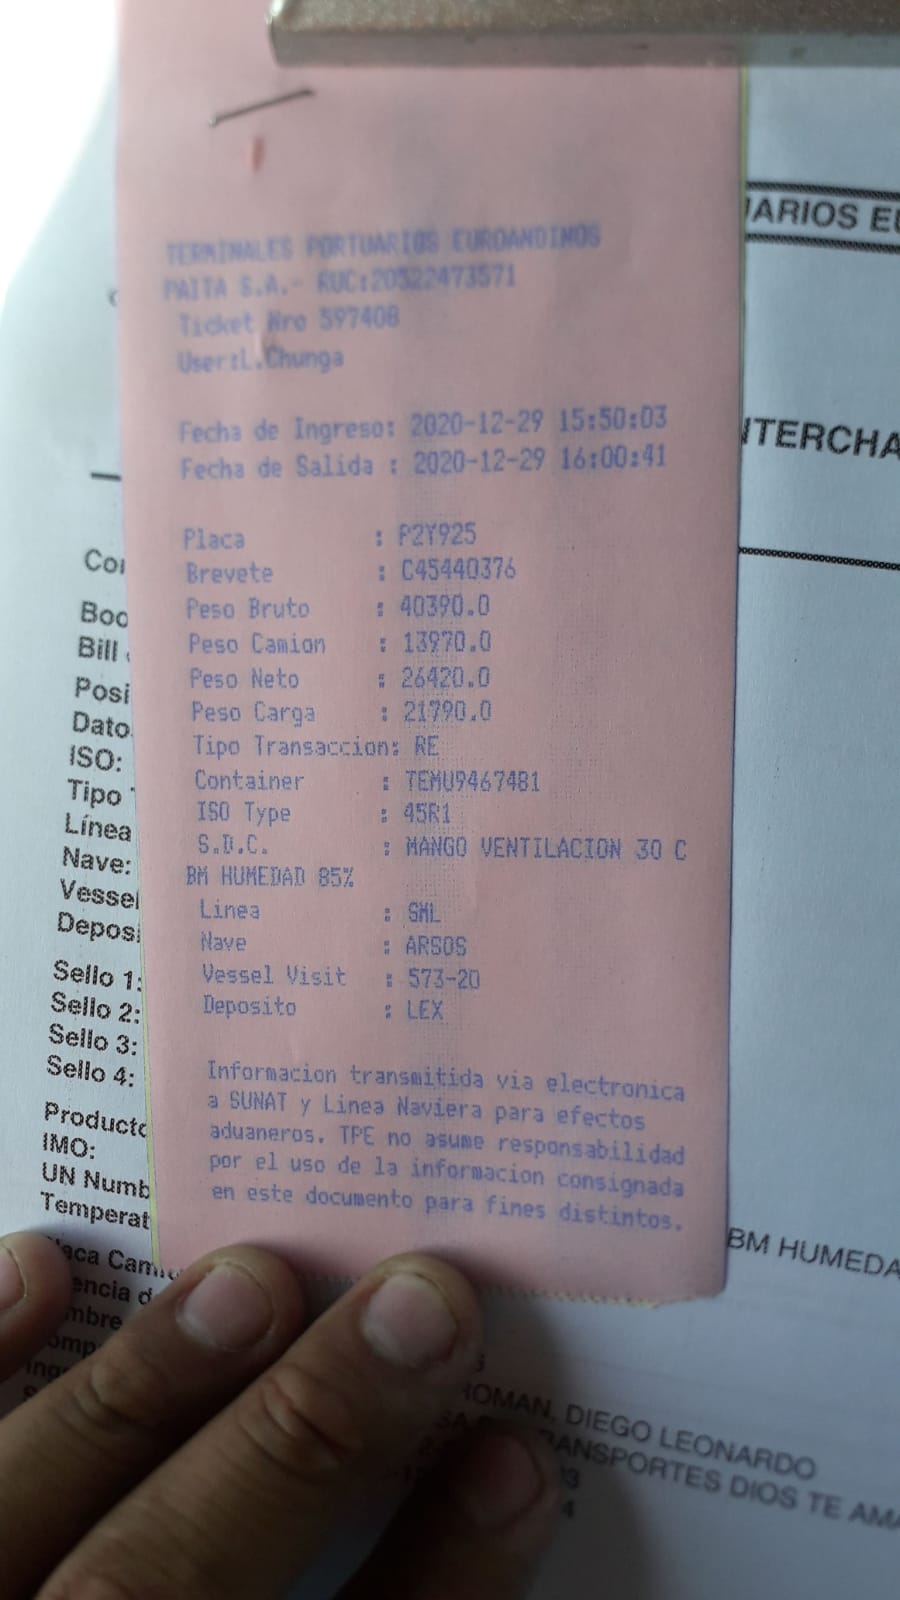 TERMINALES PORTUARIOS EUROANDINOS
PAITA S.A.- RUC:20522473571
Ticket Nro 597408
User:L.Chunga
Fecha de Ingreso: 2020-12-29 15:50:03
Fecha de Salida : 2020-12-29 16:00:41
Placa : P2Y925
Brevete : C45440376
Peso Bruto : 40390.0
Peso Camion : 13970.0
Peso Neto : 26420.0
Peso Carga : 21790.0
Tipo Transaccion: RE
Container : TEMU9467481
ISO Type : 45R1
S.D.C. : MANGO VENTILACION 30 C
BM HUMEDAD 85%
Linea : SML
Nave : ARSOS
Vessel Visit : 573-20
Deposito : LEX
Informacion transmitida via electronica
a SUNAT y Linea Naviera para efectos
aduaneros. TPE no asume responsabilidad
por el uso de la informacion consignada
en este documento para fines distintos.
ARIOS EU
NTERCHA
Boo
Bill
Posi
Dato
ISO:
Tipo
Línea
Nave:
Vessel
Deposi
Sello 1:
Sello 2:
Sello 3:
Sello 4:
Producto
IMO:
UN Numb
Temperat
BM HUMEDA
ROMAN, DIEGO LEONARDO
TRANSPORTES DIOS TE AMA